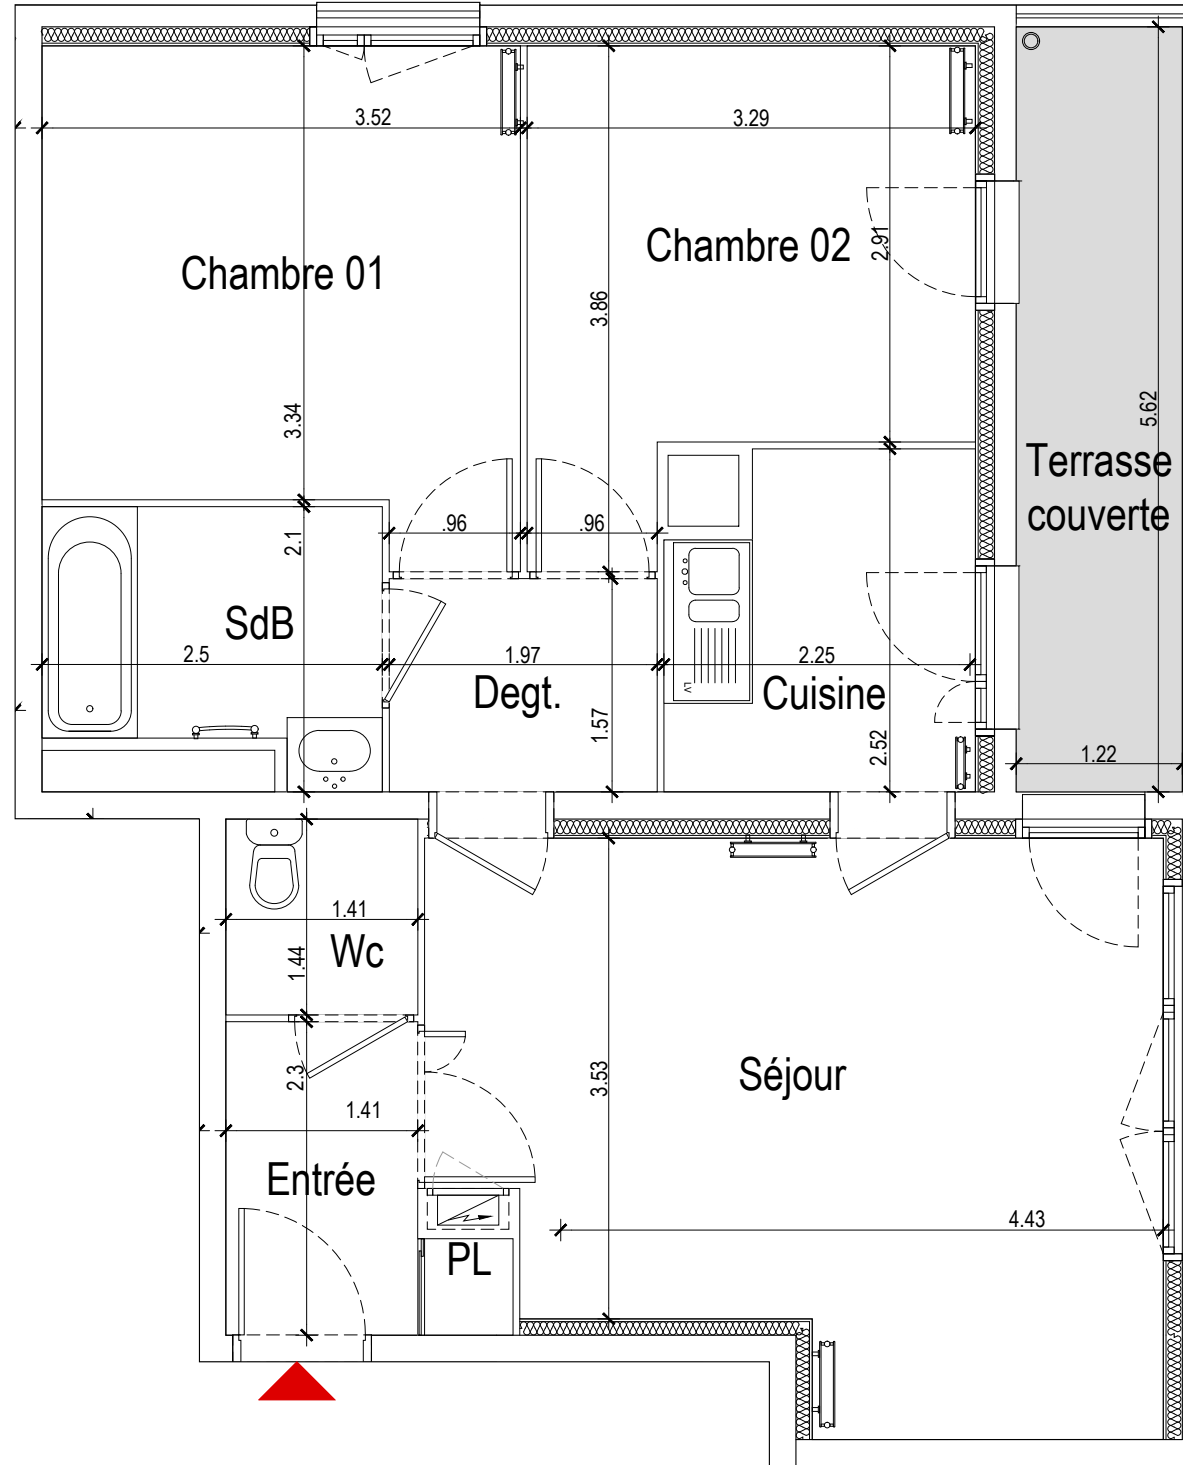 3.52
3.29
Chambre 01
Chambre 02
2.91
3.86
3.34
5.62
Terrasse
couverte
.96
.96
2.1
SdB
2.5
1.97
2.25
Degt.
LV
Cuisine
1.57
2.52
1.22
1.41
Wc
1.44
2.3
3.53
Séjour
1.41
Entrée
4.43
PL